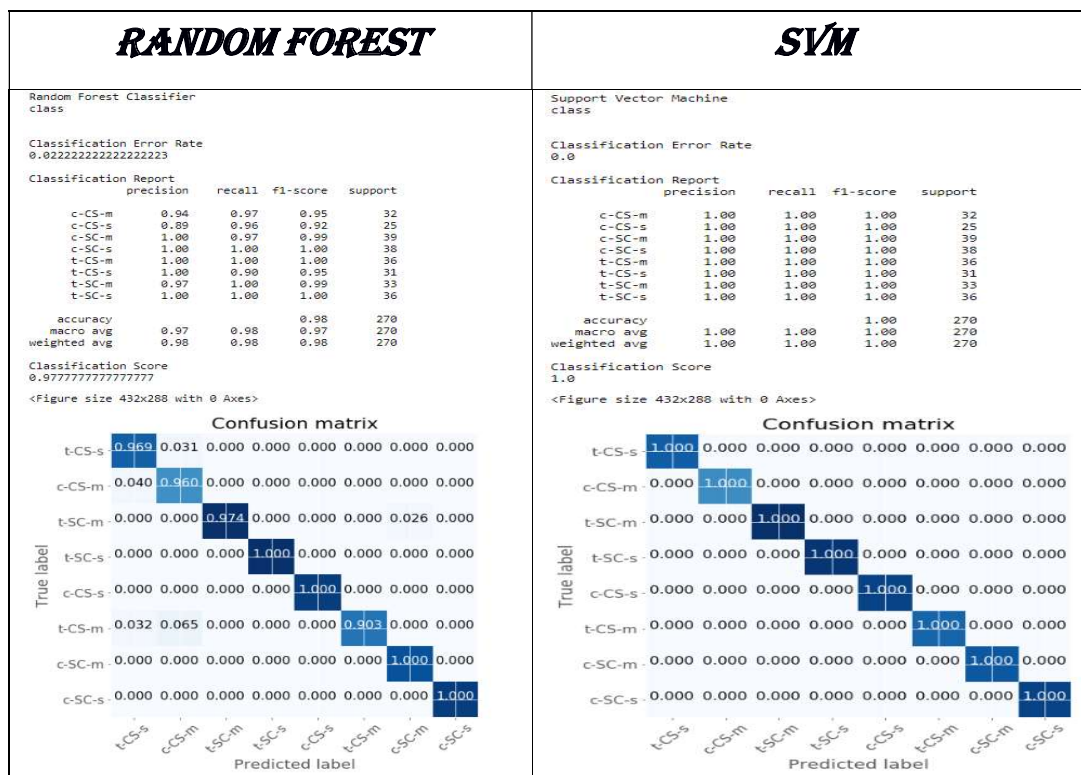 RANDOM FOREST
Random Forest Classifier
class
Classification Error Rate
0.022222222222222223
Classification Report
precision recall f1-score support
c-CS-m 0.94 0.97 0.95 32
c-CS-s 0.89 0.96 0.92 25
c-SC-m 1.00 0.97 0.99 39
c-SC-s 1.00 1.00 1.00 38
t-CS-m 1.00 1.00 1.00 36
t-CS-s 1.00 0.90 0.95 31
t-SC-m 0.97 1.00 0.99 33
t-SC-s 1.00 1.00 1.00 36
accuracy 0.98 270
macro avg 0.97 0.98 0.97 270
weighted avg 0.98 0.98 0.98 270
Classification Score
0.9777777777777777
<Figure size 432x288 with 0 Axes>
Confusion matrix
True label
t-CS-s 0.969 0.031 0.000 0.000 0.000 0.000 0.000 0.000
c-CS-m 0.040 0.960 0.000 0.000 0.000 0.000 0.000 0.000
t-SC-m 0.000 0.000 0.974 0.000 0.000 0.000 0.026 0.000
t-SC-s 0.000 0.000 0.000 1.000 0.000 0.000 0.000 0.000
c-CS-s 0.000 0.000 0.000 0.000 1.000 0.000 0.000 0.000
t-CS-m 0.032 0.065 0.000 0.000 0.000 0.903 0.000 0.000
c-SC-m 0.000 0.000 0.000 0.000 0.000 0.000 1.000 0.000
c-SC-s 0.000 0.000 0.000 0.000 0.000 0.000 0.000 1.000
t-CS-s c-CS-m t-SC-m t-SC-s c-CS-s t-CS-m c-SC-m c-SC-s
Predicted label
SVM
Support Vector Machine
class
Classification Error Rate
0.0
Classification Report
precision recall f1-score support
c-CS-m 1.00 1.00 1.00 32
c-CS-s 1.00 1.00 1.00 25
c-SC-m 1.00 1.00 1.00 39
c-SC-s 1.00 1.00 1.00 38
t-CS-m 1.00 1.00 1.00 36
t-CS-s 1.00 1.00 1.00 31
t-SC-m 1.00 1.00 1.00 33
t-SC-s 1.00 1.00 1.00 36
accuracy 1.00 270
macro avg 1.00 1.00 1.00 270
weighted avg 1.00 1.00 1.00 270
Classification Score
1.0
<Figure size 432x288 with 0 Axes>
Confusion matrix
True label
t-CS-s 1.000 0.000 0.000 0.000 0.000 0.000 0.000 0.000
c-CS-m 0.000 1.000 0.000 0.000 0.000 0.000 0.000 0.000
t-SC-m 0.000 0.000 1.000 0.000 0.000 0.000 0.000 0.000
t-SC-s 0.000 0.000 0.000 1.000 0.000 0.000 0.000 0.000
c-CS-s 0.000 0.000 0.000 0.000 1.000 0.000 0.000 0.000
t-CS-m 0.000 0.000 0.000 0.000 0.000 1.000 0.000 0.000
c-SC-m 0.000 0.000 0.000 0.000 0.000 0.000 1.000 0.000
c-SC-s 0.000 0.000 0.000 0.000 0.000 0.000 0.000 1.000
t-CS-s c-CS-m t-SC-m t-SC-s c-CS-s t-CS-m c-SC-m c-SC-s
Predicted label